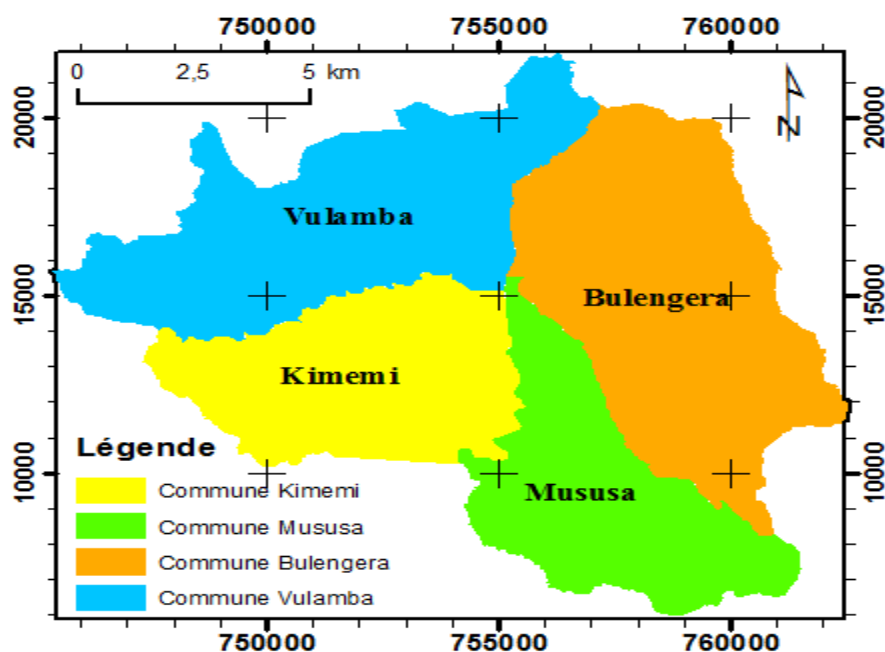 750000 755000 760000
0 2,5 5 km
N
20000 20000
Vulamba
15000 15000
Bulengera
Kimemi
Légende
10000 10000
Mususa
Commune Kimemi
Commune Mususa
Commune Bulengera
Commune Vulamba
750000 755000 760000